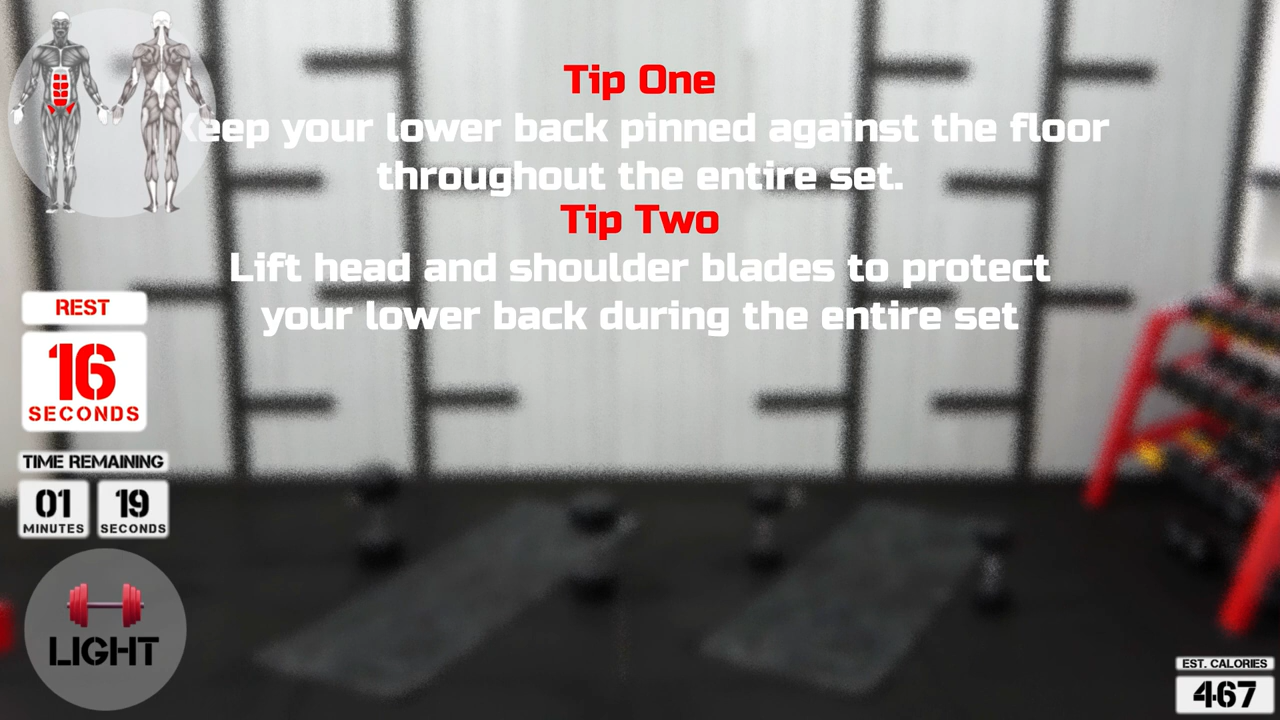 Tip One
Keep your lower back pinned against the floor
throughout the entire set.
Tip Two
Lift head and shoulder blades to protect
your lower back during the entire set
REST
16
SECONDS
TIME REMAINING
01 19
MINUTES SECONDS
LIGHT
EST. CALORIES
467